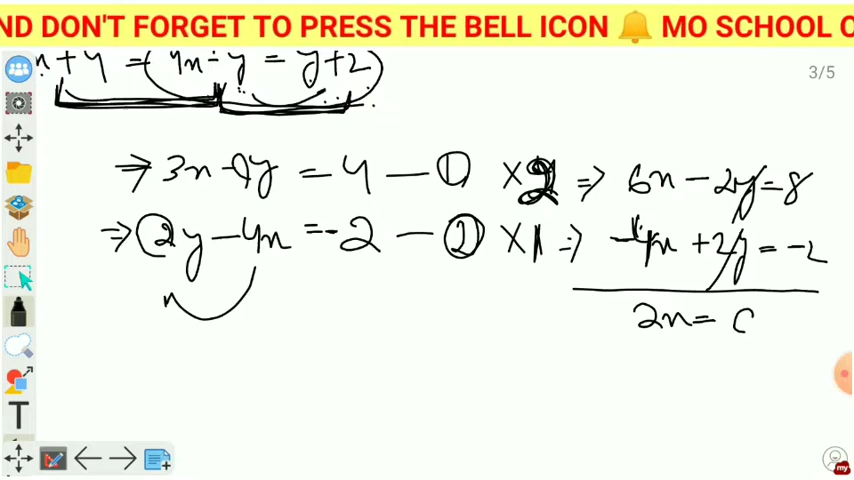 ND DON'T FORGET TO PRESS THE BELL ICON 🔔 MO SCHOOL C
3/5
x + y = (4x - y = y + 2)
⇒ 3x - y = 4 — ① × 2 ⇒ 6x - 2y = 8
⇒ 2y - 4x = -2 — ② × 1 ⇒ -4x + 2y = -2
2x = 
T
my